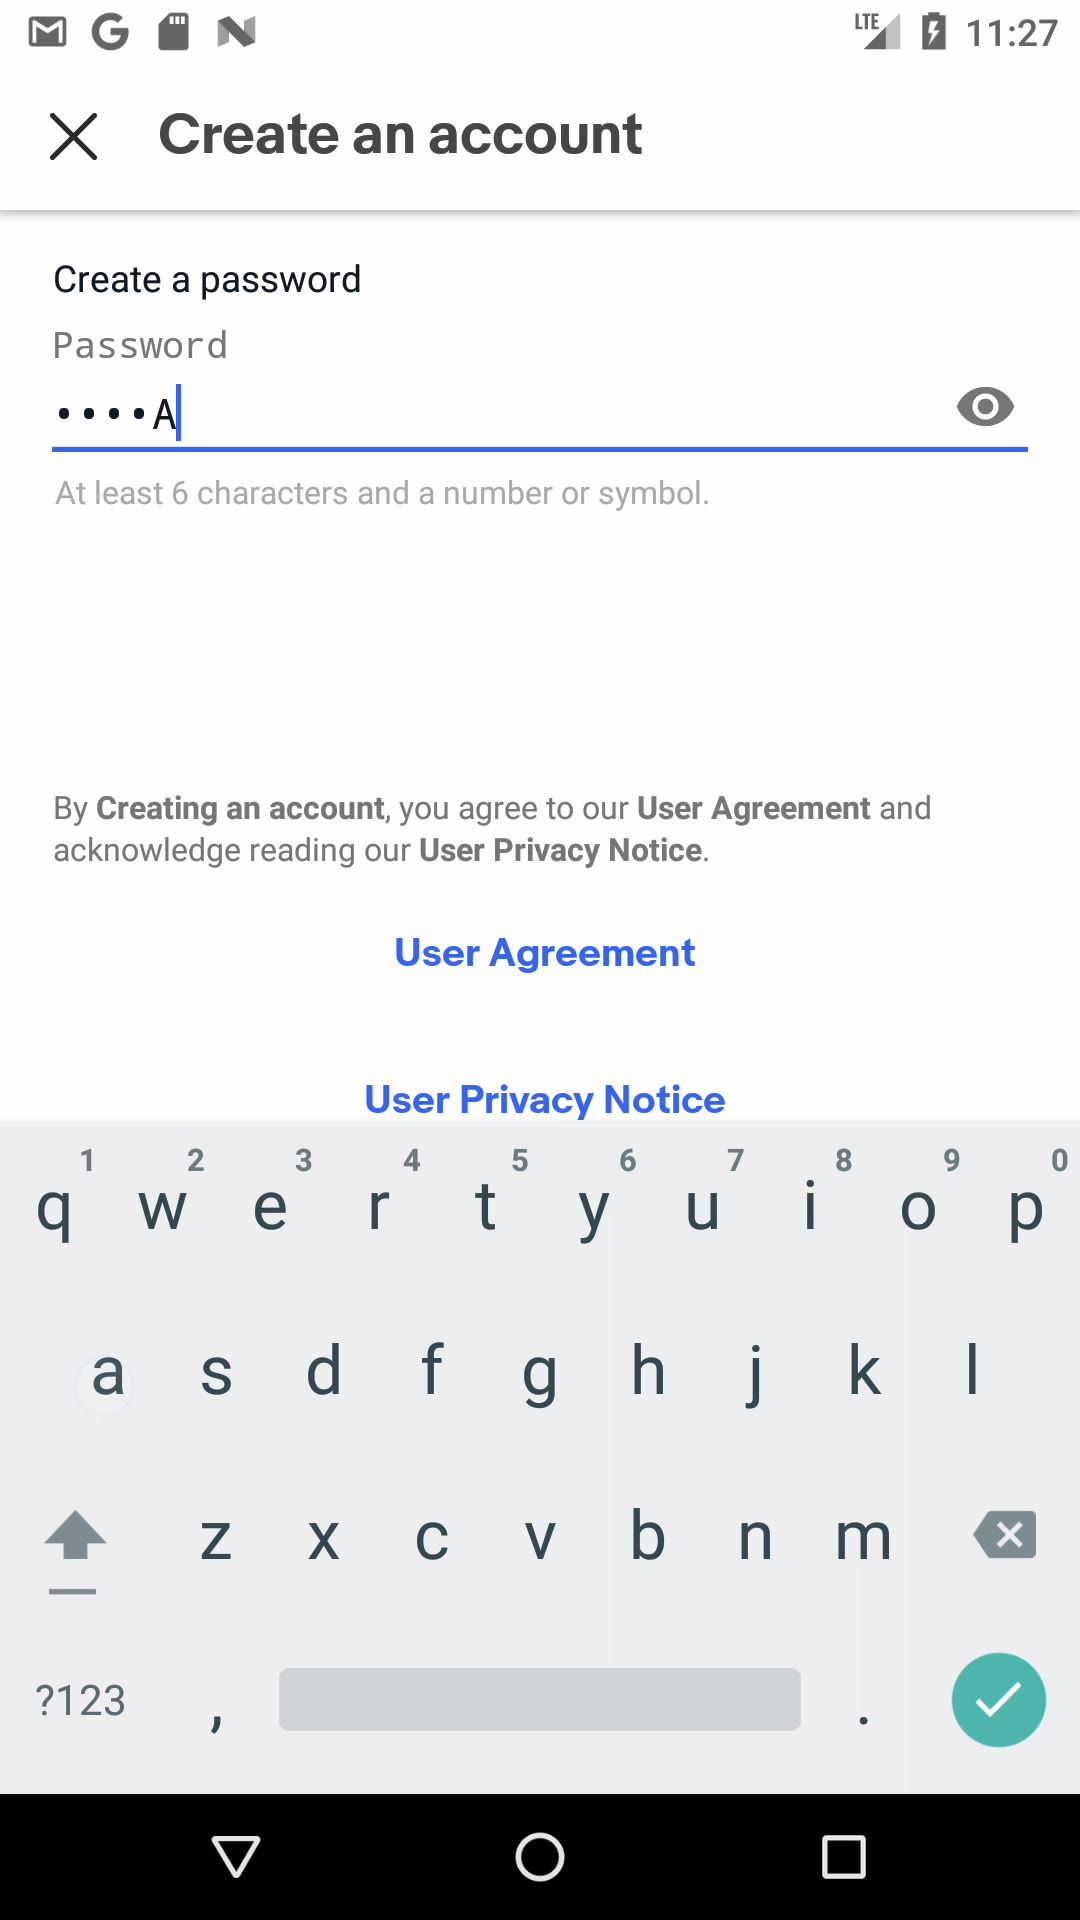 LTE 11:27
Create an account
Create a password
Password
••••A
At least 6 characters and a number or symbol.
By Creating an account, you agree to our User Agreement and
acknowledge reading our User Privacy Notice.
User Agreement
User Privacy Notice
1 2 3 4 5 6 7 8 9 0
q w e r t y u i o p
a s d f g h j k l
z x c v b n m
?123 , .